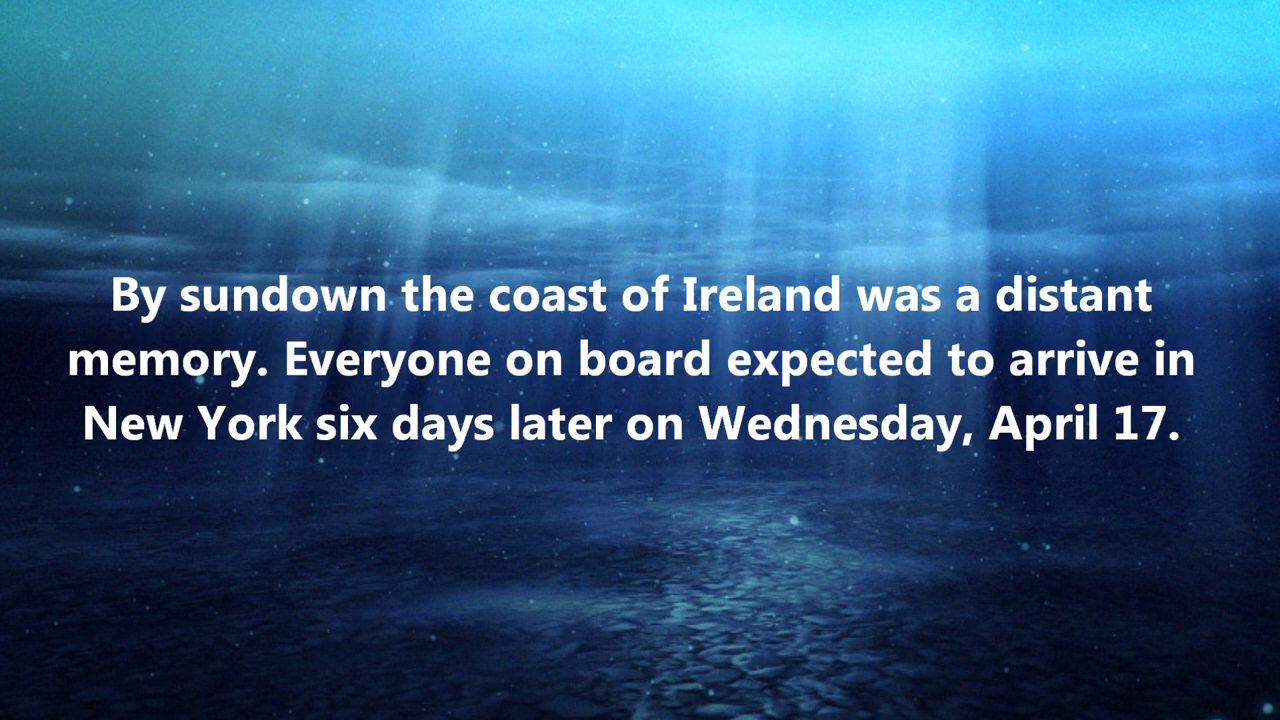 By sundown the coast of Ireland was a distant
memory. Everyone on board expected to arrive in
New York six days later on Wednesday, April 17.